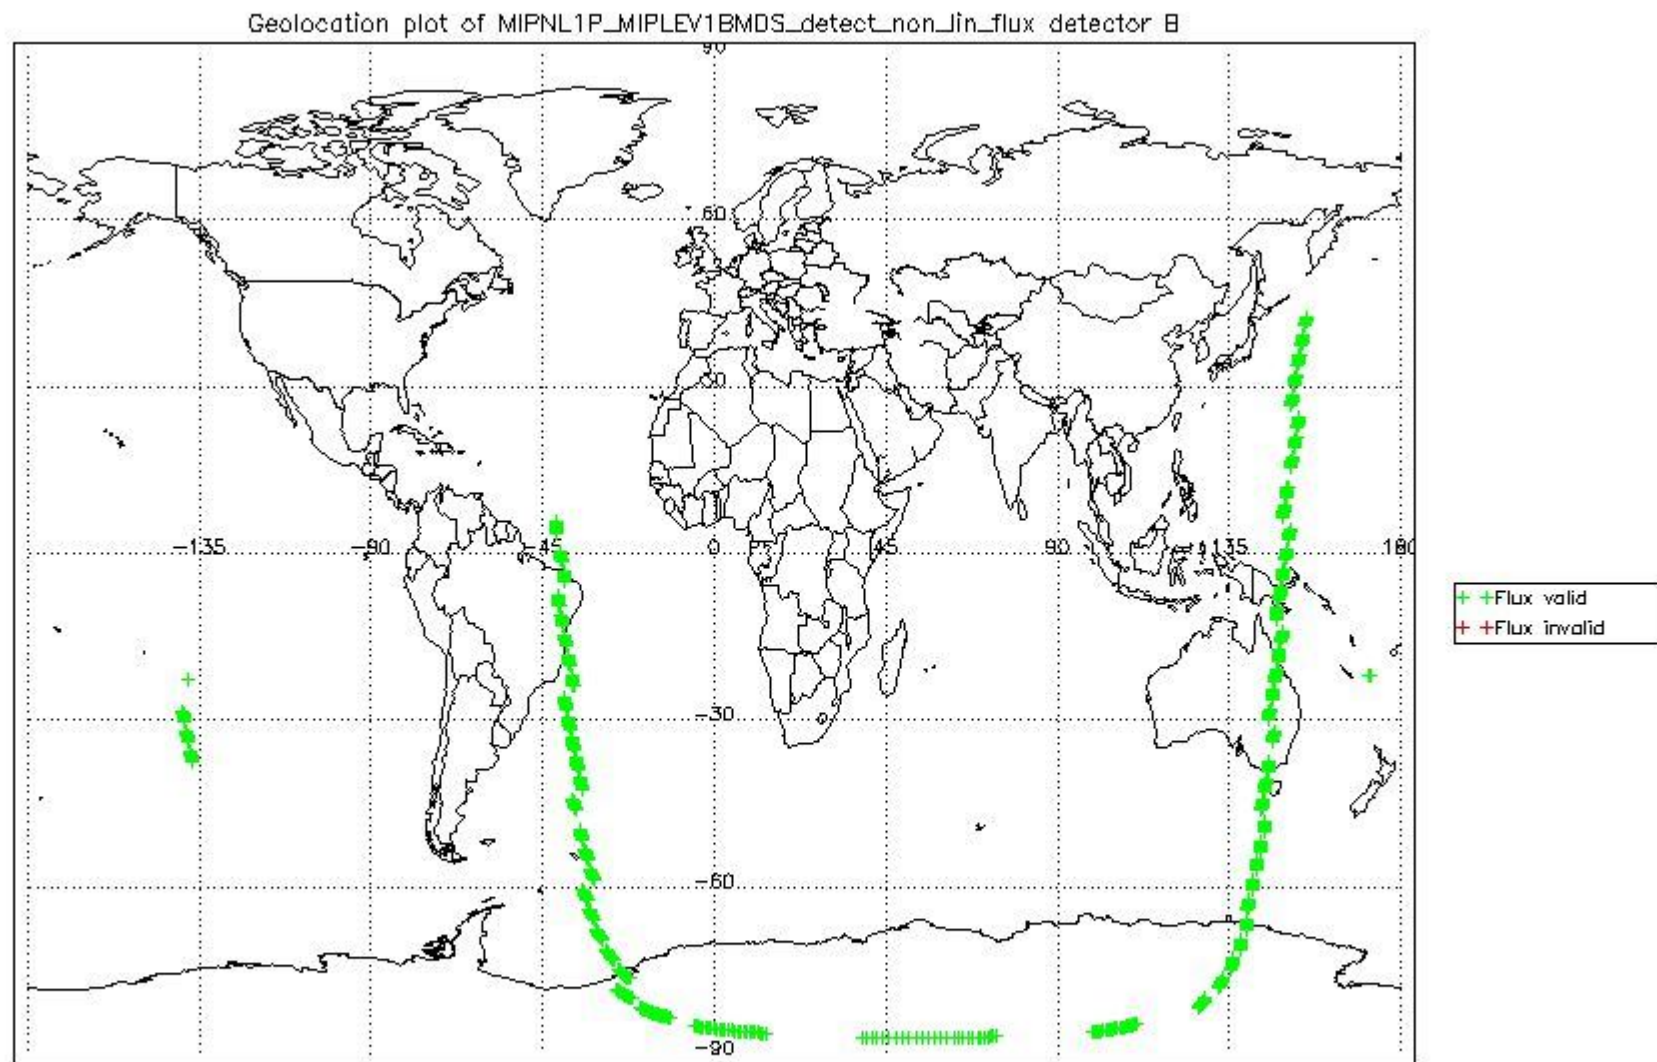 Geolocation plot of MIPNL1P_MIPLEV1BMDS_detect_non_lin_flux detector B
90
60
30
-135 -90 -45 0 45 90 135 180
-30
-60
-90
+ +Flux valid
+ +Flux invalid